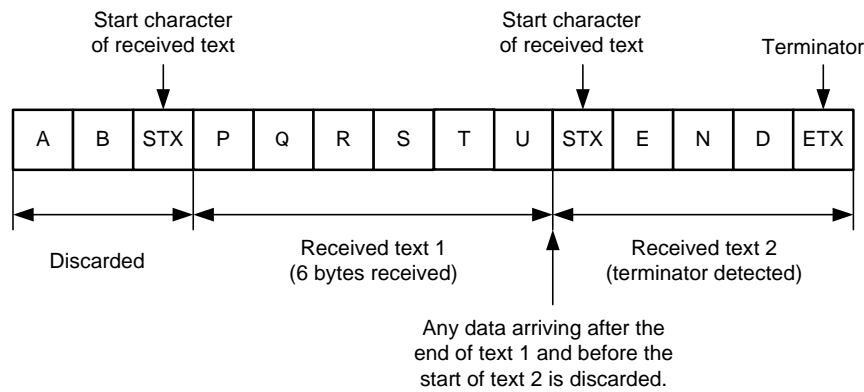 Start character
of received text
Start character
of received text
Terminator
A B STX P Q R S T U STX E N D ETX
Discarded
Received text 1
(6 bytes received)
Received text 2
(terminator detected)
Any data arriving after the
end of text 1 and before the
start of text 2 is discarded.